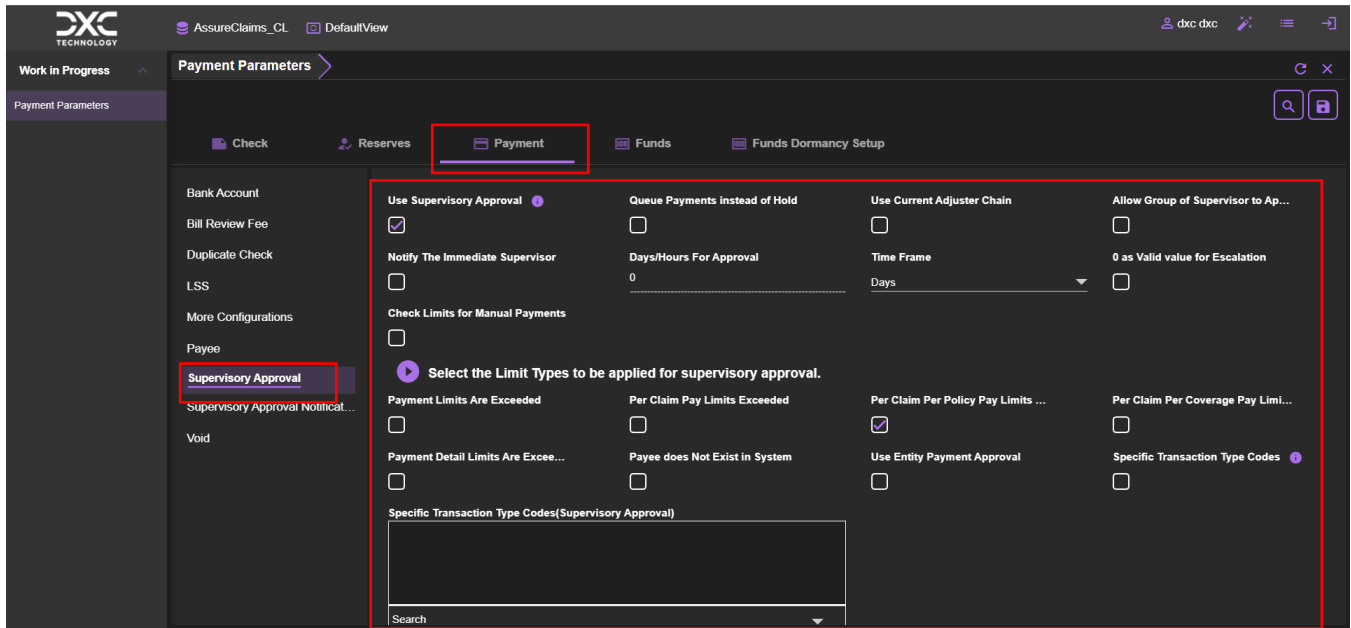 DXC
TECHNOLOGY
AssureClaims_CL
DefaultView
dxc dxc
Work in Progress
Payment Parameters
Payment Parameters
Check
Reserves
Payment
Funds
Funds Dormancy Setup
Bank Account
Bill Review Fee
Duplicate Check
LSS
More Configurations
Payee
Supervisory Approval
Supervisory Approval Notificat...
Void
Use Supervisory Approval
Queue Payments instead of Hold
Use Current Adjuster Chain
Allow Group of Supervisor to Ap...
Notify The Immediate Supervisor
Days/Hours For Approval
0
Time Frame
Days
0 as Valid value for Escalation
Check Limits for Manual Payments
Select the Limit Types to be applied for supervisory approval.
Payment Limits Are Exceeded
Per Claim Pay Limits Exceeded
Per Claim Per Policy Pay Limits ...
Per Claim Per Coverage Pay Limi...
Payment Detail Limits Are Excee...
Payee does Not Exist in System
Use Entity Payment Approval
Specific Transaction Type Codes
Specific Transaction Type Codes(Supervisory Approval)
Search